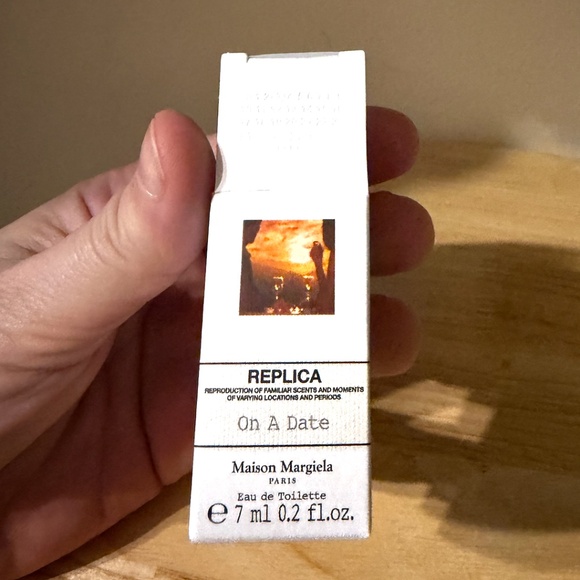 REPLICA
REPRODUCTION OF FAMILIAR SCENTS AND MOMENTS
OF VARYING LOCATIONS AND PERIODS
On A Date
Maison Margiela
PARIS
Eau de Toilette
℮ 7 ml 0.2 fl.oz.